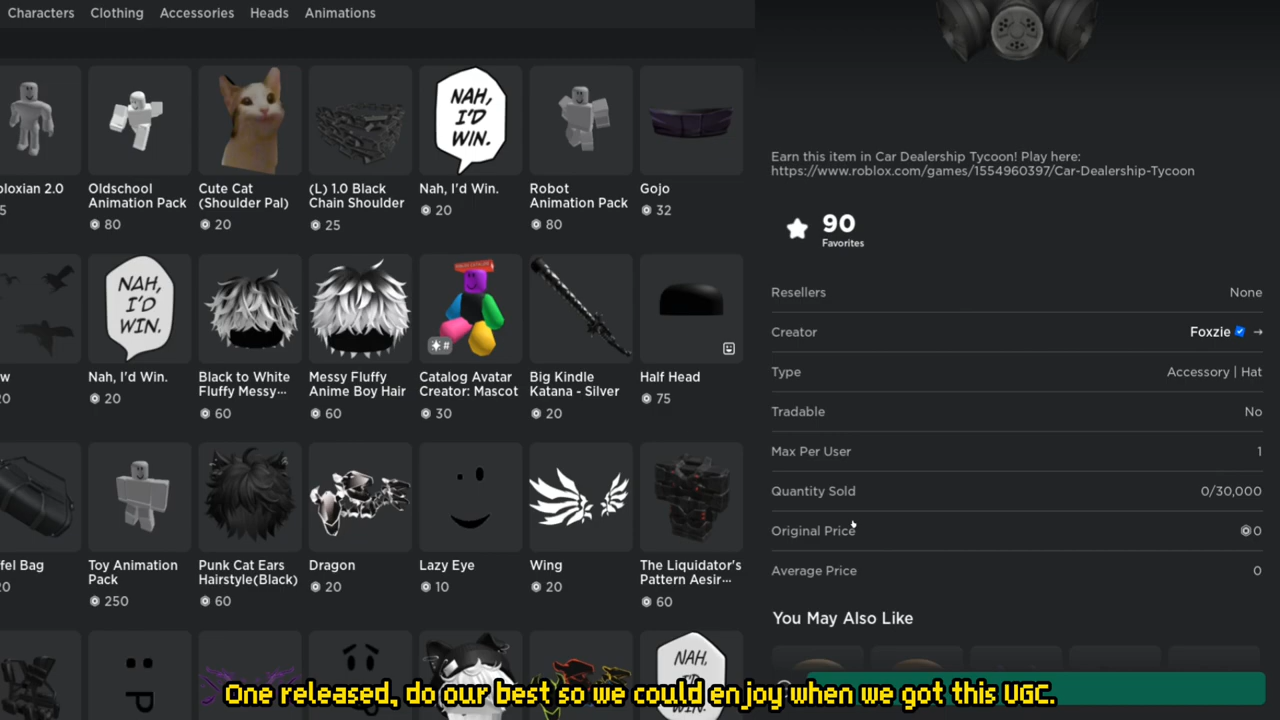 Characters Clothing Accessories Heads Animations
NAH,
I'D
WIN.
oloxian 2.0
5
Oldschool
Animation Pack
80
Cute Cat
(Shoulder Pal)
20
(L) 1.0 Black
Chain Shoulder
25
Nah, I'd Win.
20
Robot
Animation Pack
80
Gojo
32
NAH,
I'D
WIN.
#
w
20
Nah, I'd Win.
20
Black to White
Fluffy Messy...
60
Messy Fluffy
Anime Boy Hair
60
Catalog Avatar
Creator: Mascot
30
Big Kindle
Katana - Silver
20
Half Head
75
fel Bag
20
Toy Animation
Pack
250
Punk Cat Ears
Hairstyle(Black)
60
Dragon
20
Lazy Eye
10
Wing
20
The Liquidator's
Pattern Aesir...
60
NAH,
WIN.
Earn this item in Car Dealership Tycoon! Play here:
https://www.roblox.com/games/1554960397/Car-Dealership-Tycoon
90
Favorites
Resellers None
Creator Foxzie
Type Accessory | Hat
Tradable No
Max Per User 1
Quantity Sold 0/30,000
Original Price 0
Average Price 0
You May Also Like
One released, do our best so we could enjoy when we got this UGC.